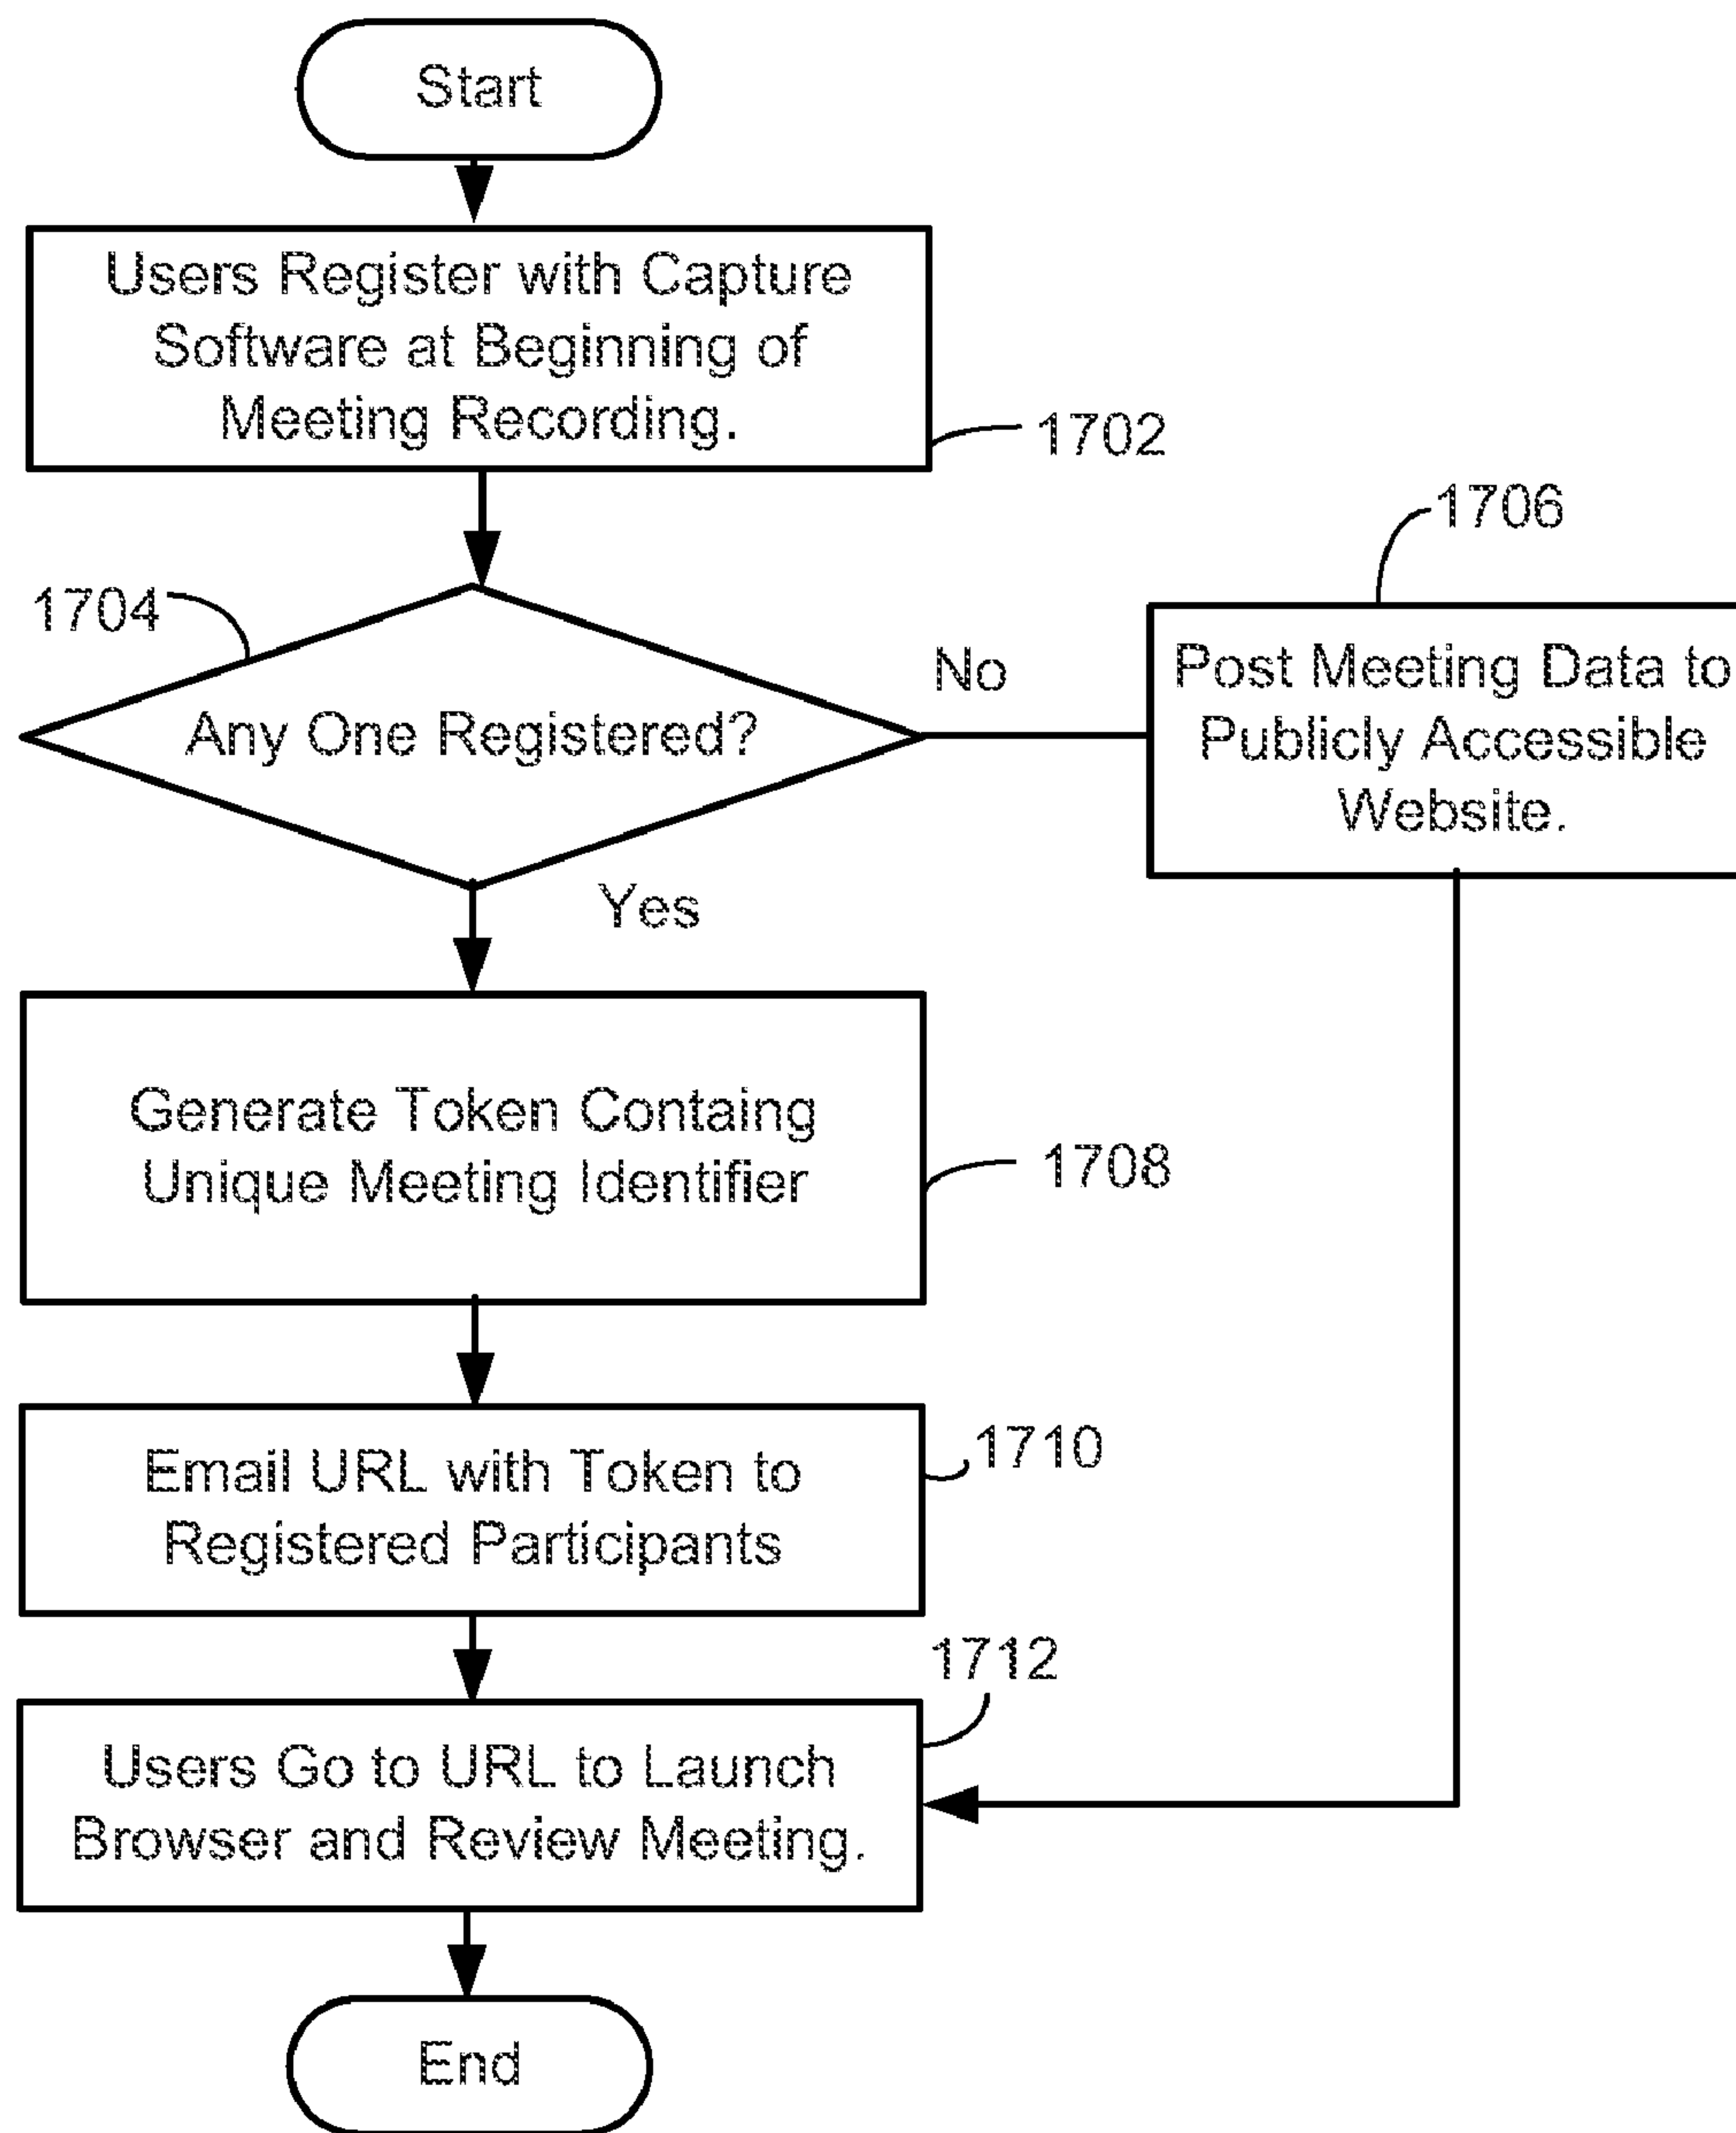 Start
Users Register with Capture
Software at Beginning of
Meeting Recording.
1702
1706
1704
Any One Registered?
No
Post Meeting Data to
Publicly Accessible
Website.
Yes
Generate Token Containg
Unique Meeting Identifier
1708
Email URL with Token to
Registered Participants
1710
1712
Users Go to URL to Launch
Browser and Review Meeting.
End